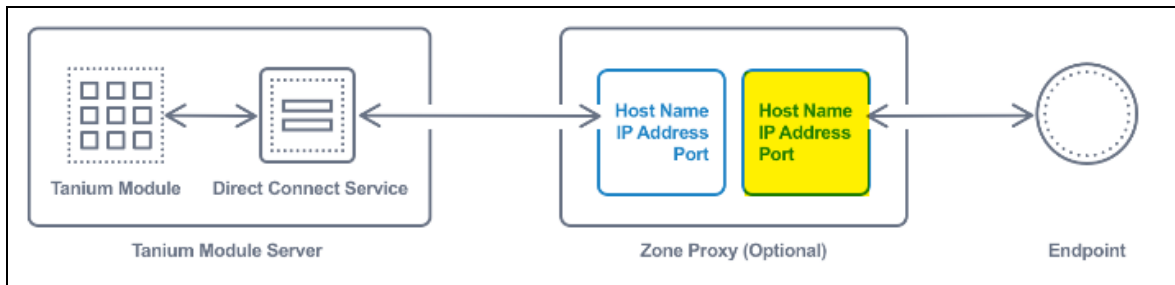 Host Name
IP Address
Port
Host Name
IP Address
Port
Tanium Module
Direct Connect Service
Tanium Module Server
Zone Proxy (Optional)
Endpoint